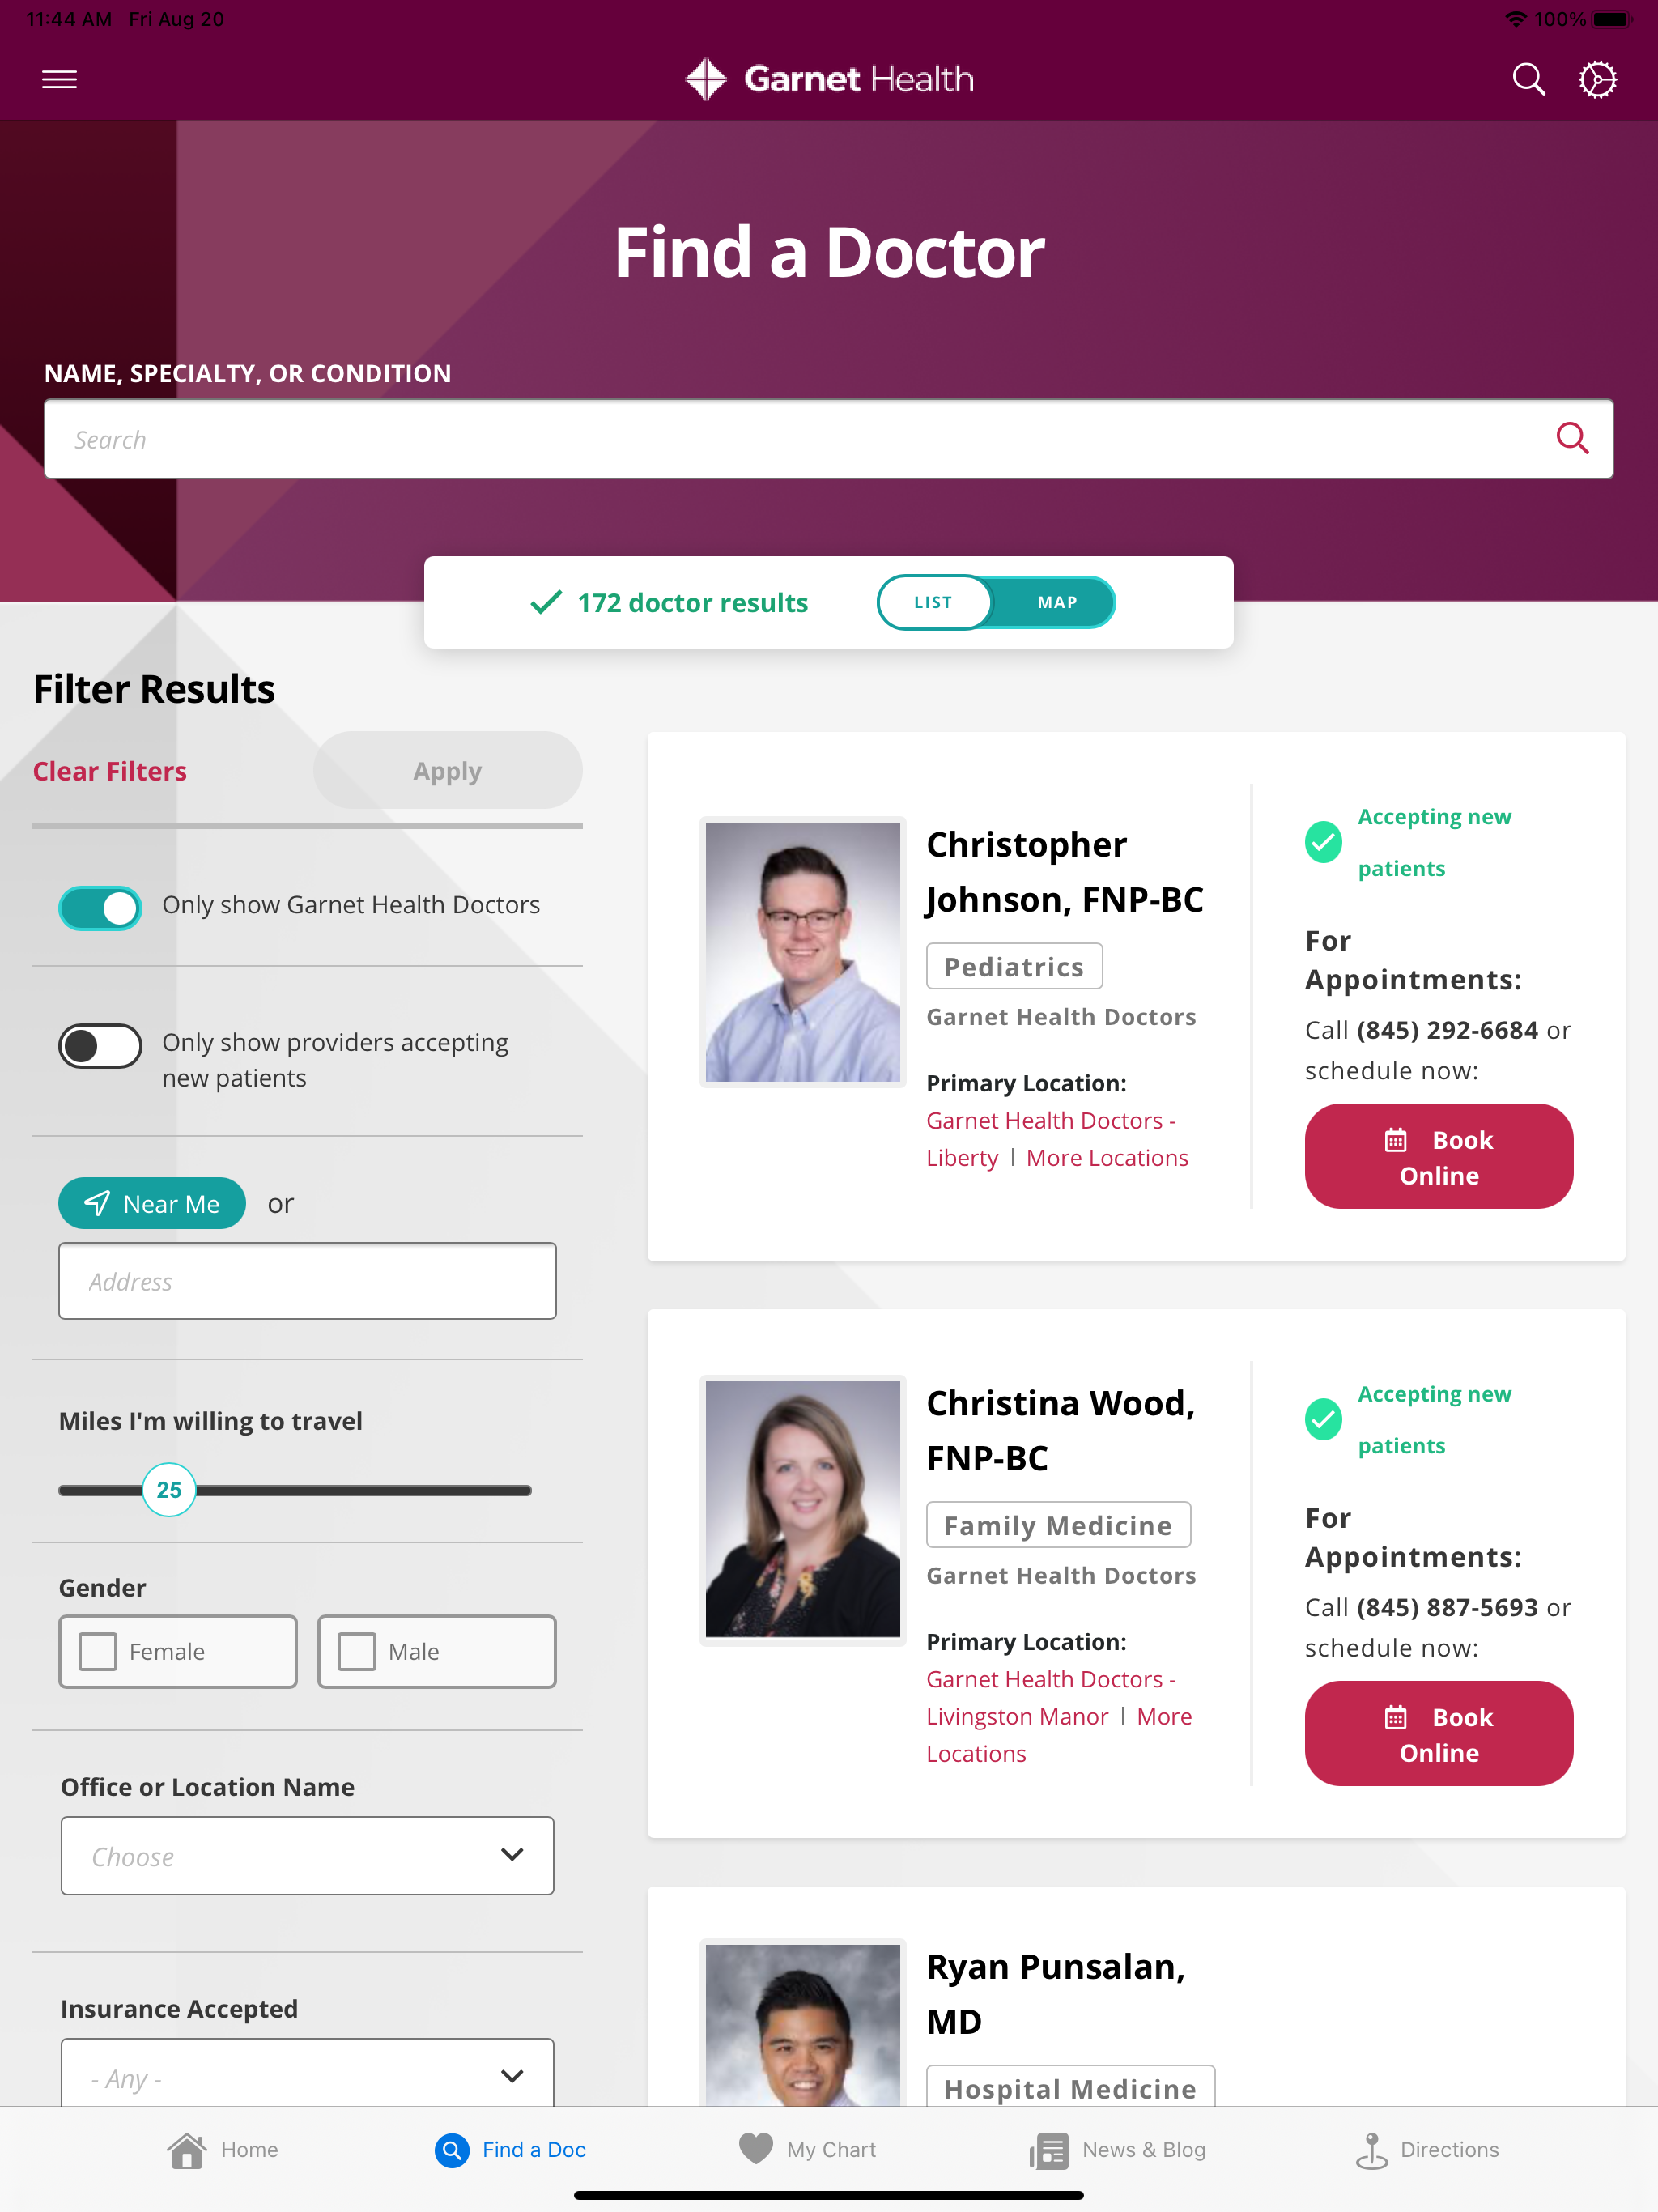 11:44 AM Fri Aug 20
100%
Garnet Health
Find a Doctor
NAME, SPECIALTY, OR CONDITION
Search
172 doctor results
LIST
MAP
Filter Results
Clear Filters
Apply
Only show Garnet Health Doctors
Only show providers accepting
new patients
Near Me
or
Address
Miles I'm willing to travel
25
Gender
Female
Male
Office or Location Name
Choose
Insurance Accepted
- Any -
Christopher
Johnson, FNP-BC
Pediatrics
Garnet Health Doctors
Primary Location:
Garnet Health Doctors -
Liberty | More Locations
Accepting new
patients
For
Appointments:
Call (845) 292-6684 or
schedule now:
Book
Online
Christina Wood,
FNP-BC
Family Medicine
Garnet Health Doctors
Primary Location:
Garnet Health Doctors -
Livingston Manor | More
Locations
Accepting new
patients
For
Appointments:
Call (845) 887-5693 or
schedule now:
Book
Online
Ryan Punsalan,
MD
Hospital Medicine
Home
Find a Doc
My Chart
News & Blog
Directions